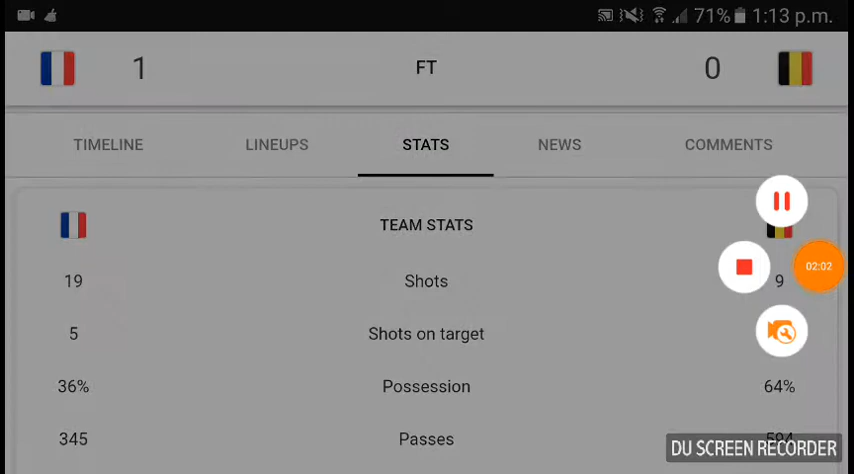 71% 1:13 p.m.
1 FT 0
TIMELINE LINEUPS STATS NEWS COMMENTS
TEAM STATS
19 Shots 9
02:02
5 Shots on target
36% Possession 64%
345 Passes 594
DU SCREEN RECORDER